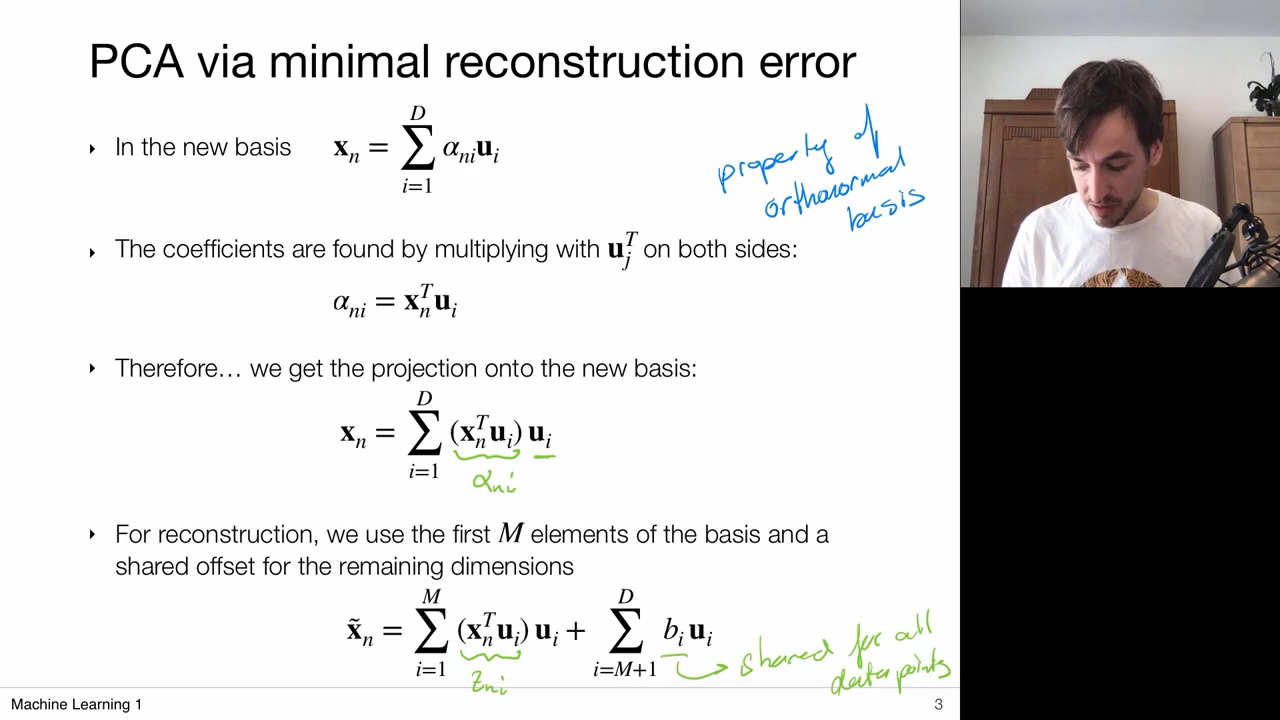 PCA via minimal reconstruction error
‣ In the new basis x_n = ∑_{i=1}^{D} α_{ni} u_i
property of
orthonormal
basis
‣ The coefficients are found by multiplying with u_j^T on both sides:
α_{ni} = x_n^T u_i
‣ Therefore… we get the projection onto the new basis:
x_n = ∑_{i=1}^{D} (x_n^T u_i) u_i
α_{ni}
‣ For reconstruction, we use the first M elements of the basis and a
shared offset for the remaining dimensions
x̃_n = ∑_{i=1}^{M} (x_n^T u_i) u_i + ∑_{i=M+1}^{D} b_i u_i
z_{ni}
shared for all
data points
Machine Learning 1
3